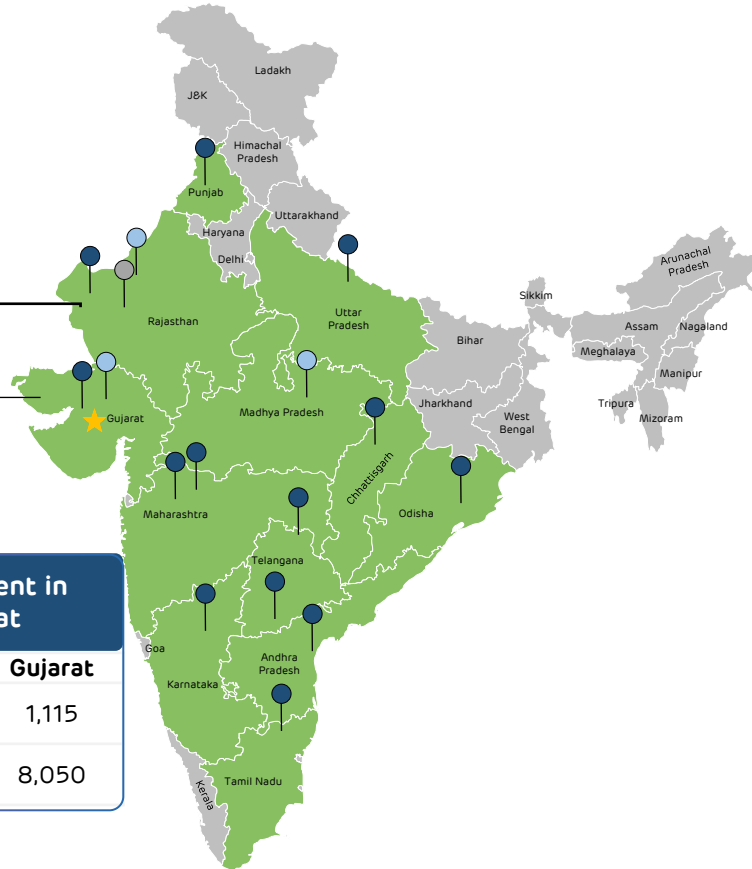 Ladakh
J&K
Himachal
Pradesh
Punjab
Uttarakhand
Haryana
Delhi
Arunachal
Pradesh
Sikkim
Rajasthan
Uttar
Pradesh
Assam
Nagaland
Bihar
Meghalaya
Manipur
Jharkhand
Tripura
Mizoram
Madhya Pradesh
Gujarat
West
Bengal
Chhattisgarh
Maharashtra
Odisha
Telangana
ent in
at
Goa
Andhra
Pradesh
Gujarat
Karnataka
1,115
8,050
Tamil Nadu
Kerala